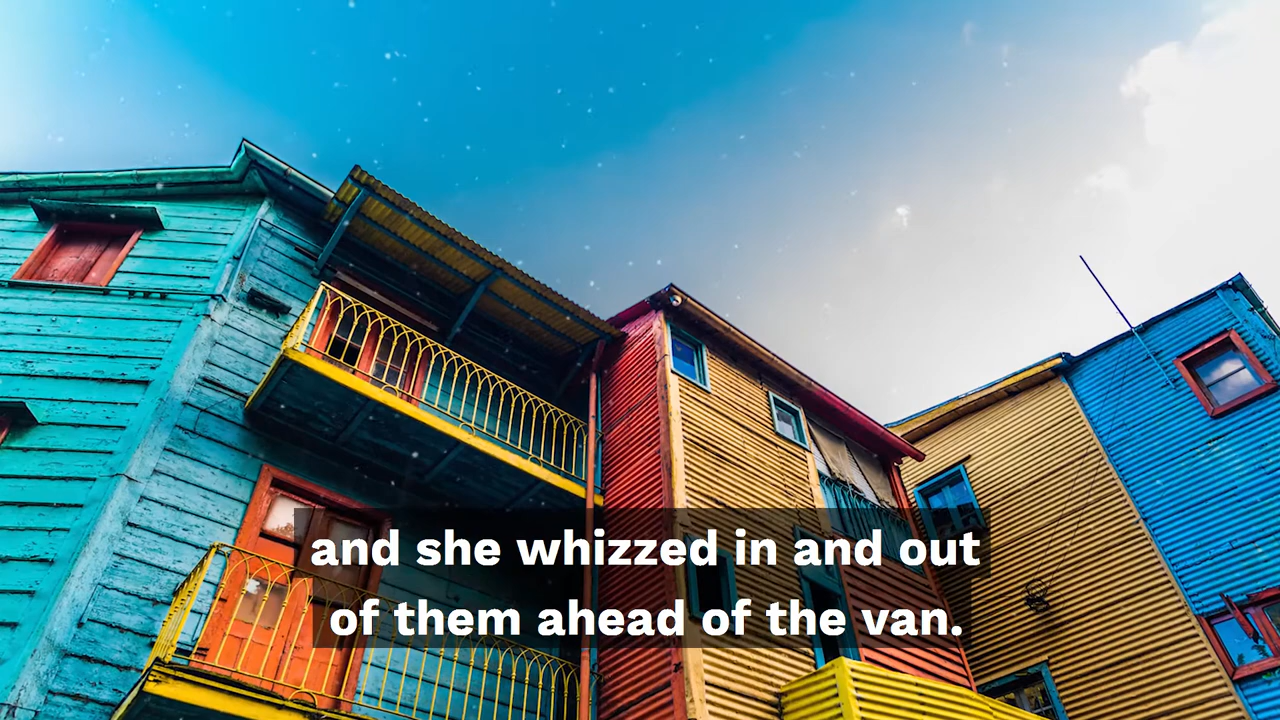 and she whizzed in and out
of them ahead of the van.